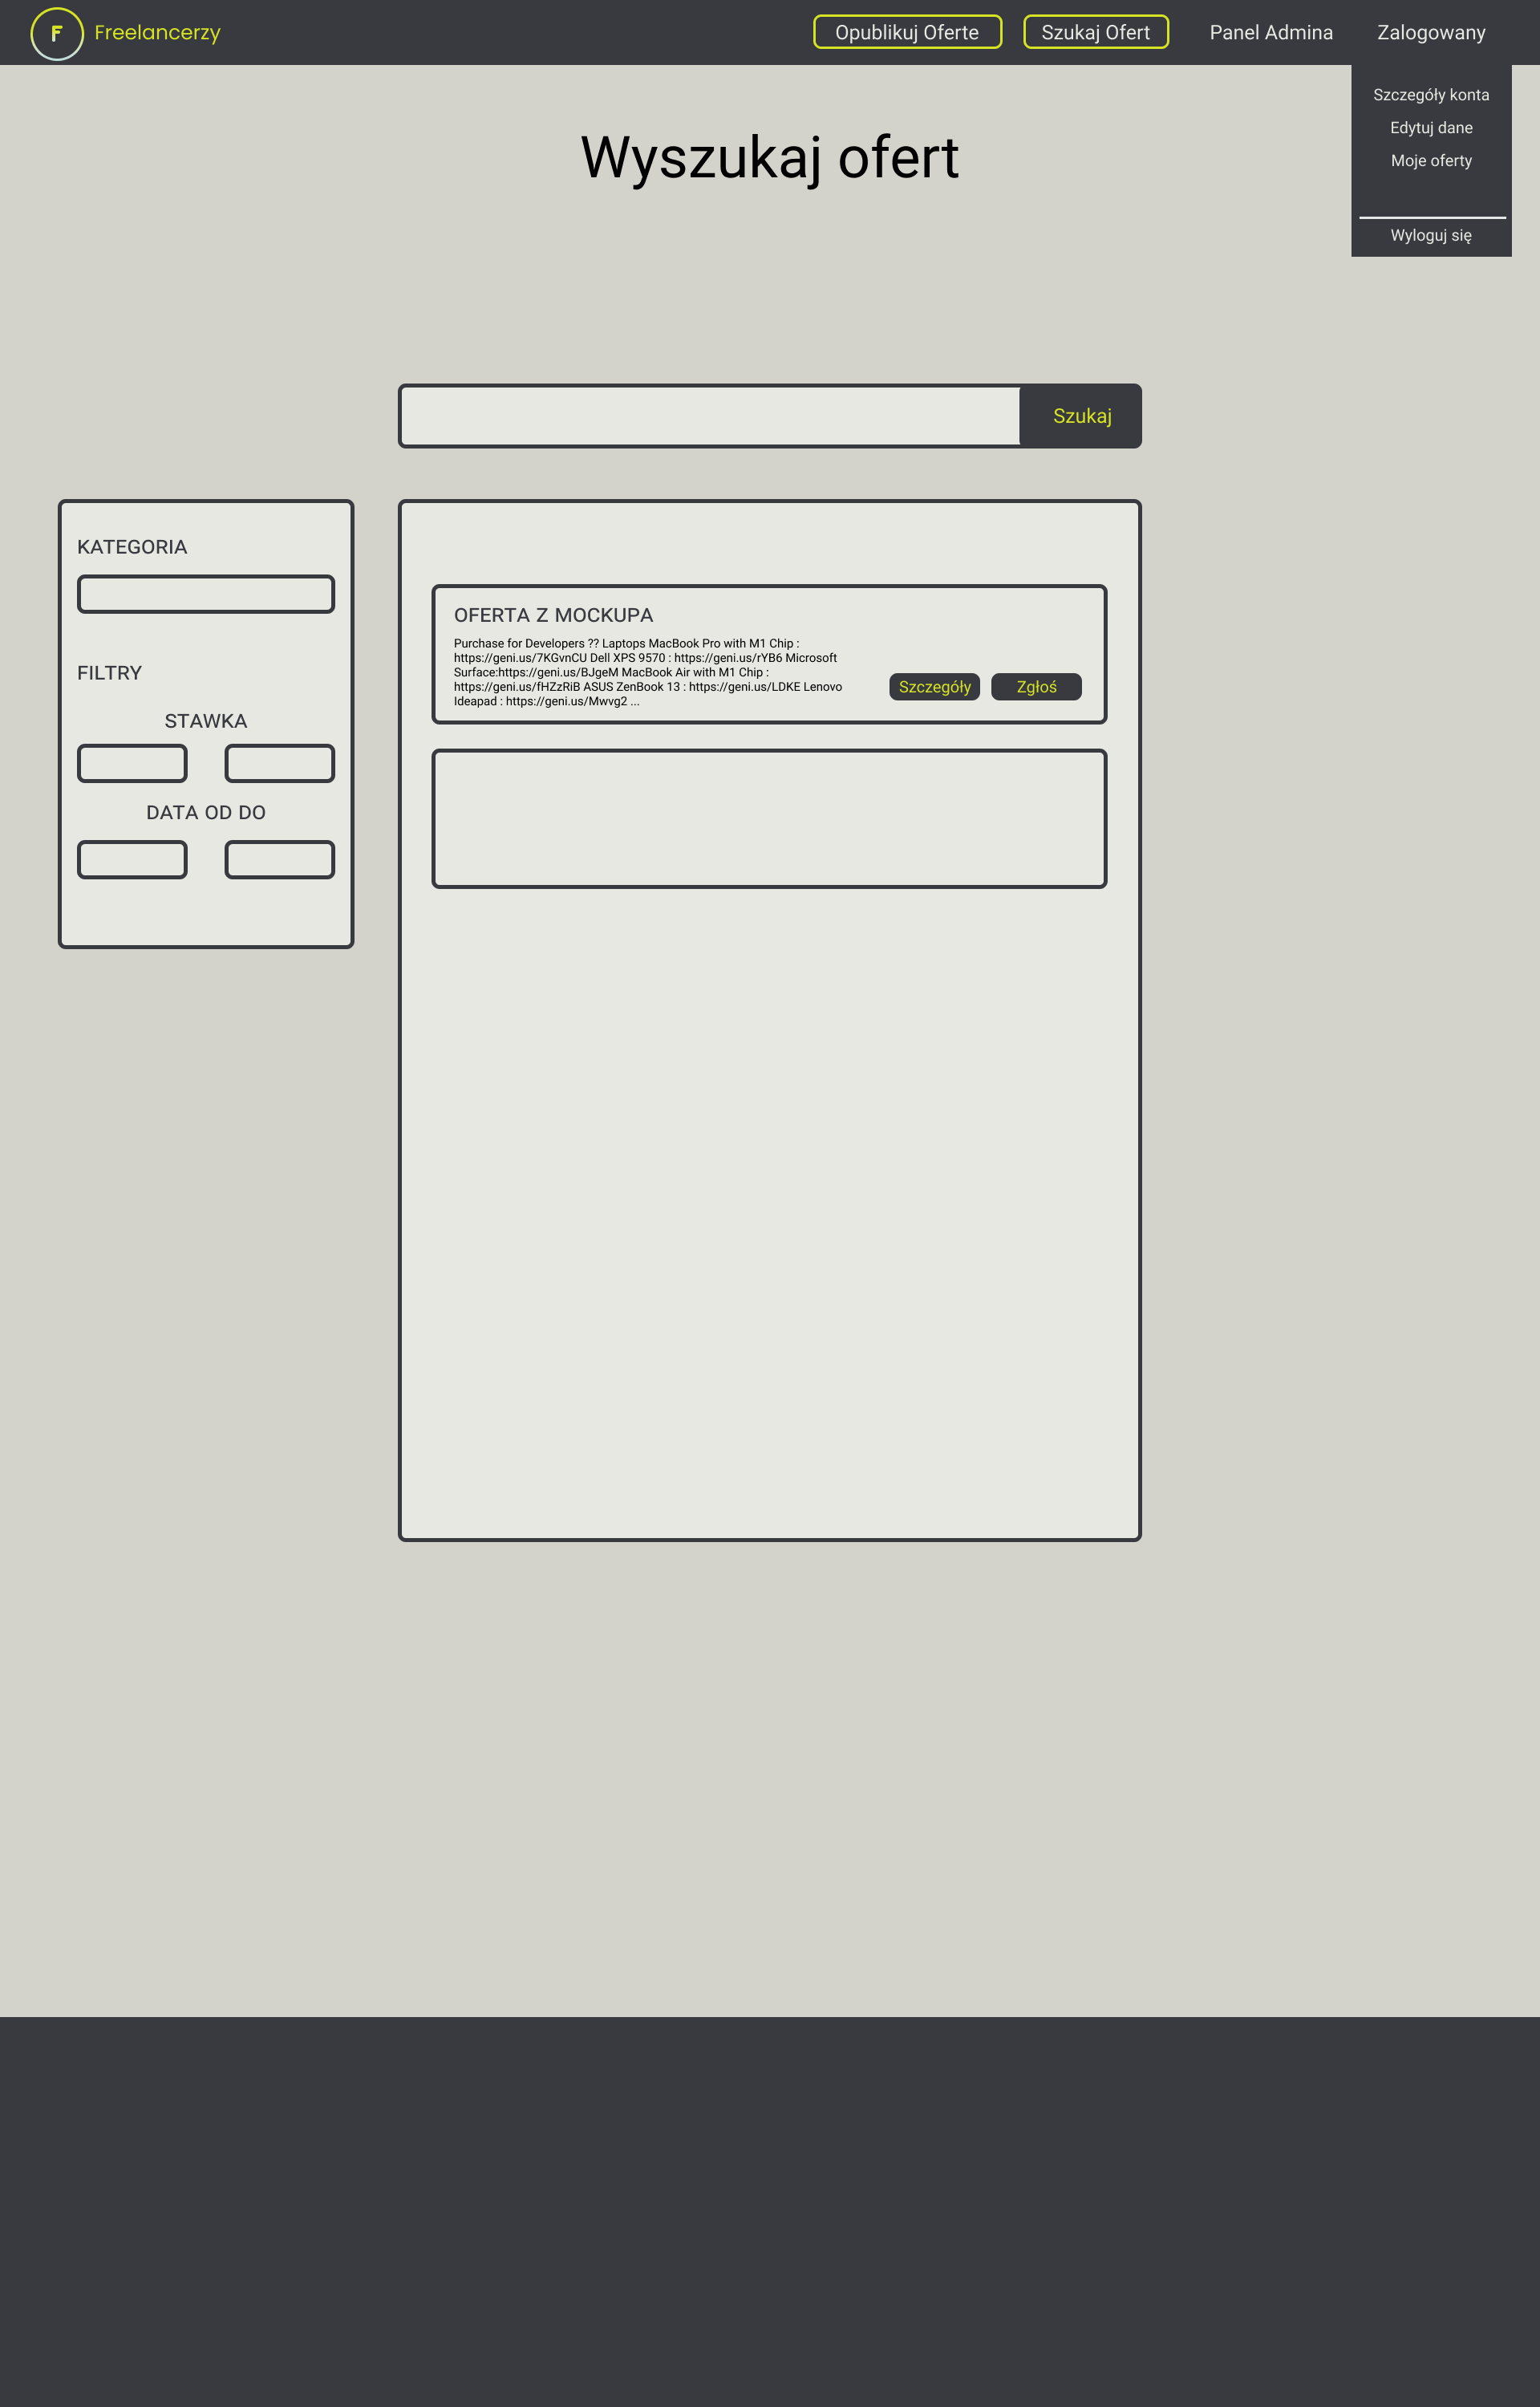 F Freelancerzy
Opublikuj Oferte Szukaj Ofert Panel Admina Zalogowany
Szczegóły konta
Edytuj dane
Moje oferty
Wyloguj się
Wyszukaj ofert
Szukaj
KATEGORIA
FILTRY
STAWKA
DATA OD DO
OFERTA Z MOCKUPA
Purchase for Developers ?? Laptops MacBook Pro with M1 Chip :
https://geni.us/7KGvnCU Dell XPS 9570 : https://geni.us/rYB6 Microsoft
Surface:https://geni.us/BJgeM MacBook Air with M1 Chip :
https://geni.us/fHZzRiB ASUS ZenBook 13 : https://geni.us/LDKE Lenovo
Ideapad : https://geni.us/Mwvg2 ...
Szczegóły Zgłoś